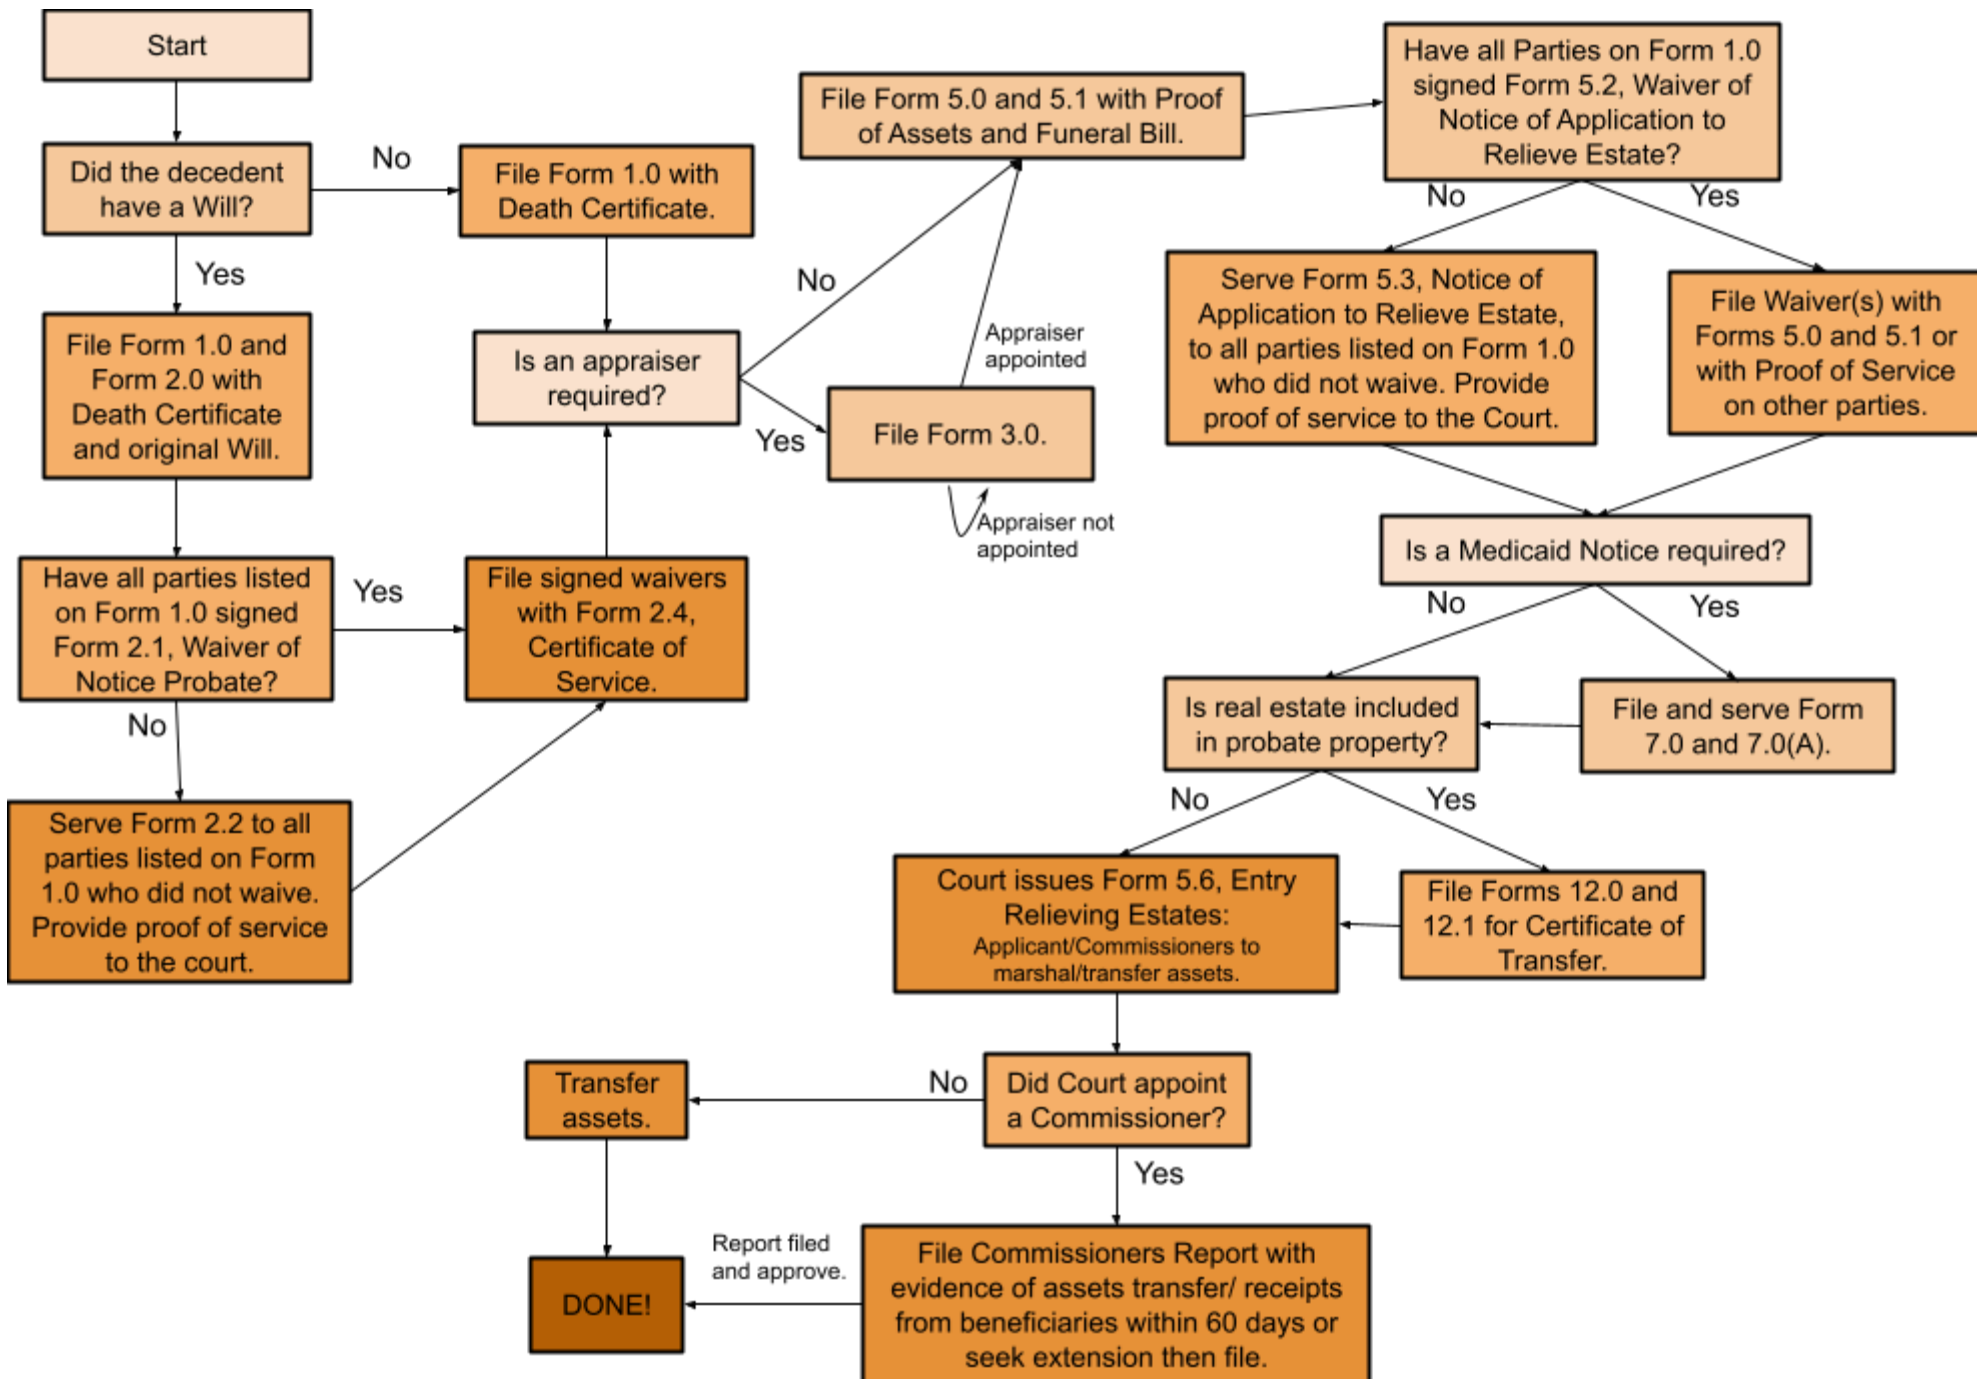 Start
Did the decedent
have a Will?
No
File Form 1.0 with
Death Certificate.
Yes
File Form 1.0 and
Form 2.0 with
Death Certificate
and original Will.
Have all parties listed
on Form 1.0 signed
Form 2.1, Waiver of
Notice Probate?
Yes
File signed waivers
with Form 2.4,
Certificate of
Service.
No
Serve Form 2.2 to all
parties listed on Form
1.0 who did not waive.
Provide proof of service
to the court.
Is an appraiser
required?
No
Yes
File Form 3.0.
Appraiser
appointed
Appraiser not
appointed
File Form 5.0 and 5.1 with Proof
of Assets and Funeral Bill.
Have all Parties on Form 1.0
signed Form 5.2, Waiver of
Notice of Application to
Relieve Estate?
No
Yes
Serve Form 5.3, Notice of
Application to Relieve Estate,
to all parties listed on Form 1.0
who did not waive. Provide
proof of service to the Court.
File Waiver(s) with
Forms 5.0 and 5.1 or
with Proof of Service
on other parties.
Is a Medicaid Notice required?
No
Yes
Is real estate included
in probate property?
File and serve Form
7.0 and 7.0(A).
No
Yes
Court issues Form 5.6, Entry
Relieving Estates:
Applicant/Commissioners to
marshal/transfer assets.
File Forms 12.0 and
12.1 for Certificate of
Transfer.
Did Court appoint
a Commissioner?
No
Transfer
assets.
Yes
File Commissioners Report with
evidence of assets transfer/ receipts
from beneficiaries within 60 days or
seek extension then file.
Report filed
and approve.
DONE!